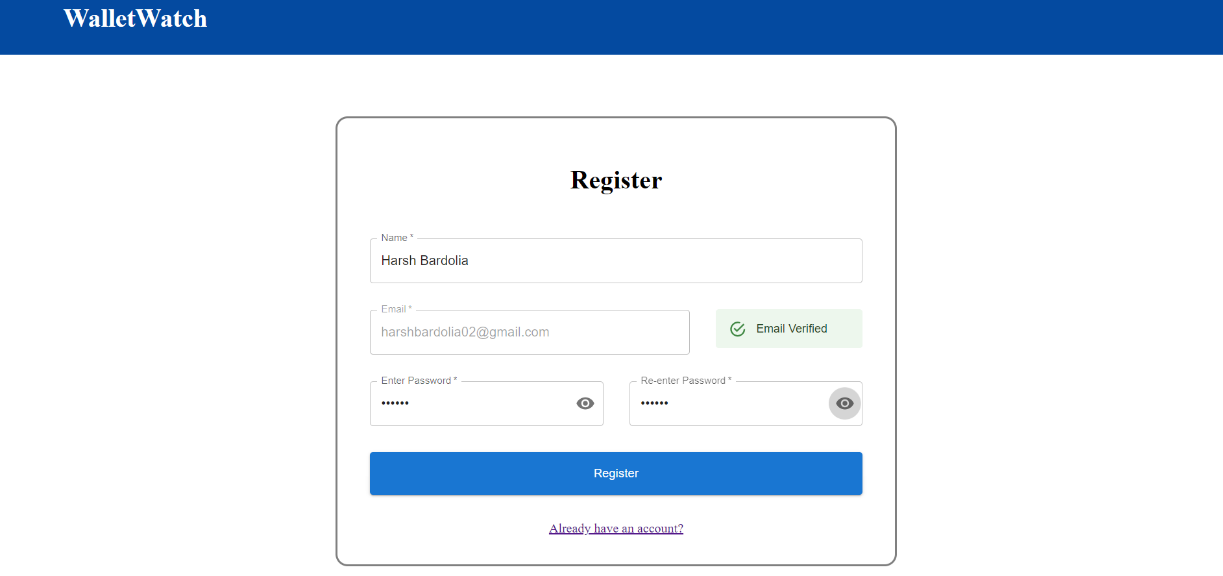 WalletWatch
Register
Name *
Harsh Bardolia
Email *
harshbardolia02@gmail.com
Email Verified
Enter Password *
••••••
Re-enter Password *
••••••
Register
Already have an account?